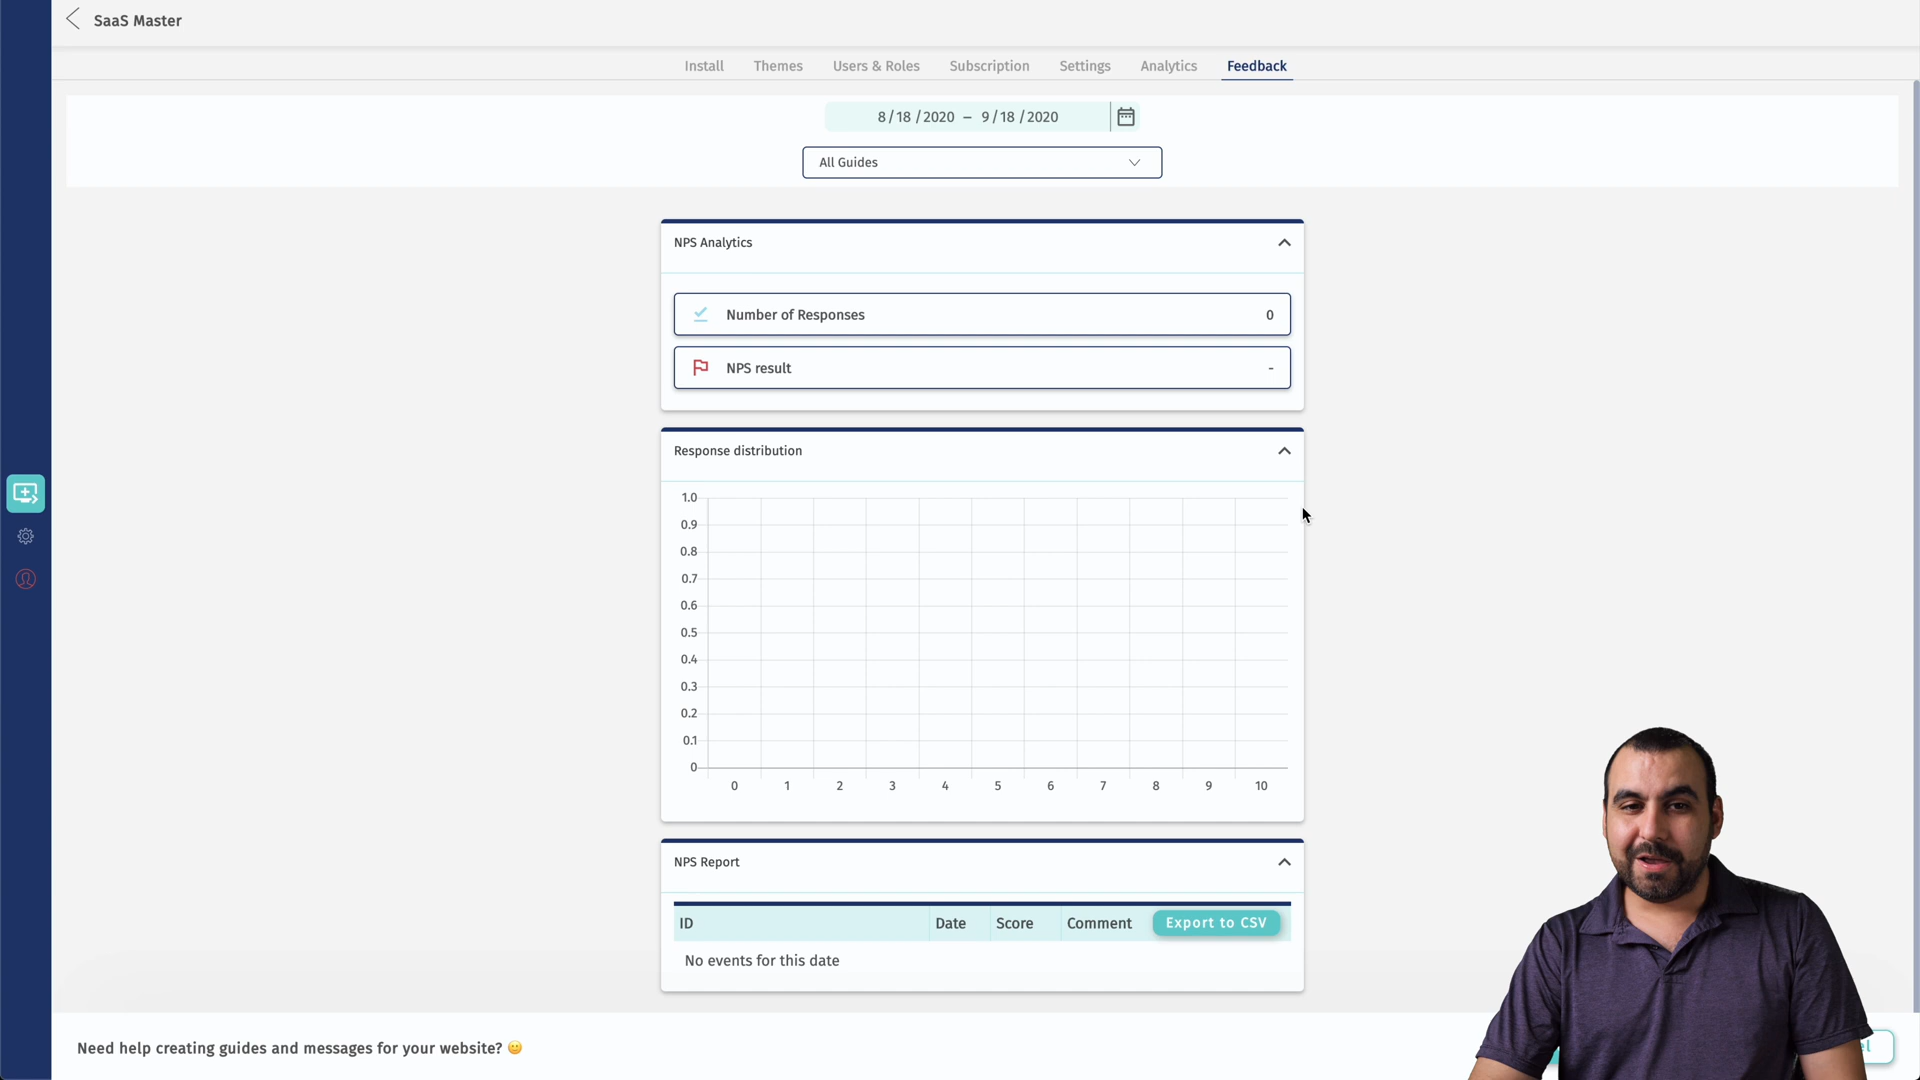 SaaS Master
Install Themes Users & Roles Subscription Settings Analytics Feedback
8/18/2020 – 9/18/2020
All Guides
NPS Analytics
Number of Responses 0
NPS result -
Response distribution
1.0
0.9
0.8
0.7
0.6
0.5
0.4
0.3
0.2
0.1
0
0 1 2 3 4 5 6 7 8 9 10
NPS Report
ID Date Score Comment Export to CSV
No events for this date
Need help creating guides and messages for your website? 😀